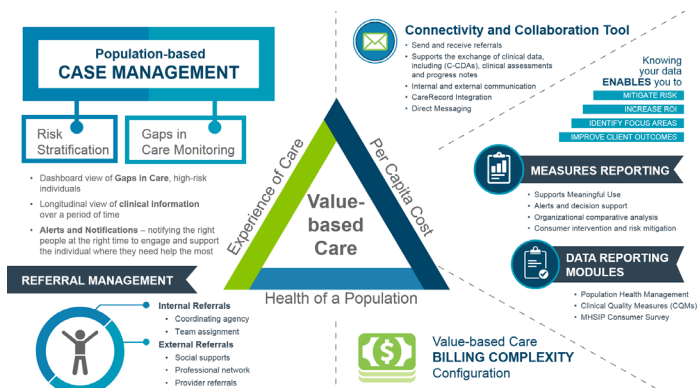 Population-based
CASE MANAGEMENT
Risk
Stratification
Gaps in
Care Monitoring
• Dashboard view of Gaps in Care, high-risk
individuals
• Longitudinal view of clinical information
over a period of time
• Alerts and Notifications – notifying the right
people at the right time to engage and support
the individual where they need help the most
REFERRAL MANAGEMENT
Internal Referrals
• Coordinating agency
• Team assignment
External Referrals
• Social supports
• Professional network
• Provider referrals
Experience of Care
Per Capita Cost
Value-
based
Care
Health of a Population
Connectivity and Collaboration Tool
• Send and receive referrals
• Supports the exchange of clinical data,
including (C-CDAs), clinical assessments
and progress notes
• Internal and external communication
• CareRecord Integration
• Direct Messaging
Knowing
your data
ENABLES you to
MITIGATE RISK
INCREASE ROI
IDENTIFY FOCUS AREAS
IMPROVE CLIENT OUTCOMES
MEASURES REPORTING
• Supports Meaningful Use
• Alerts and decision support
• Organizational comparative analysis
• Consumer intervention and risk mitigation
DATA REPORTING
MODULES
• Population Health Management
• Clinical Quality Measures (CQMs)
• MHSIP Consumer Survey
$
Value-based Care
BILLING COMPLEXITY
Configuration